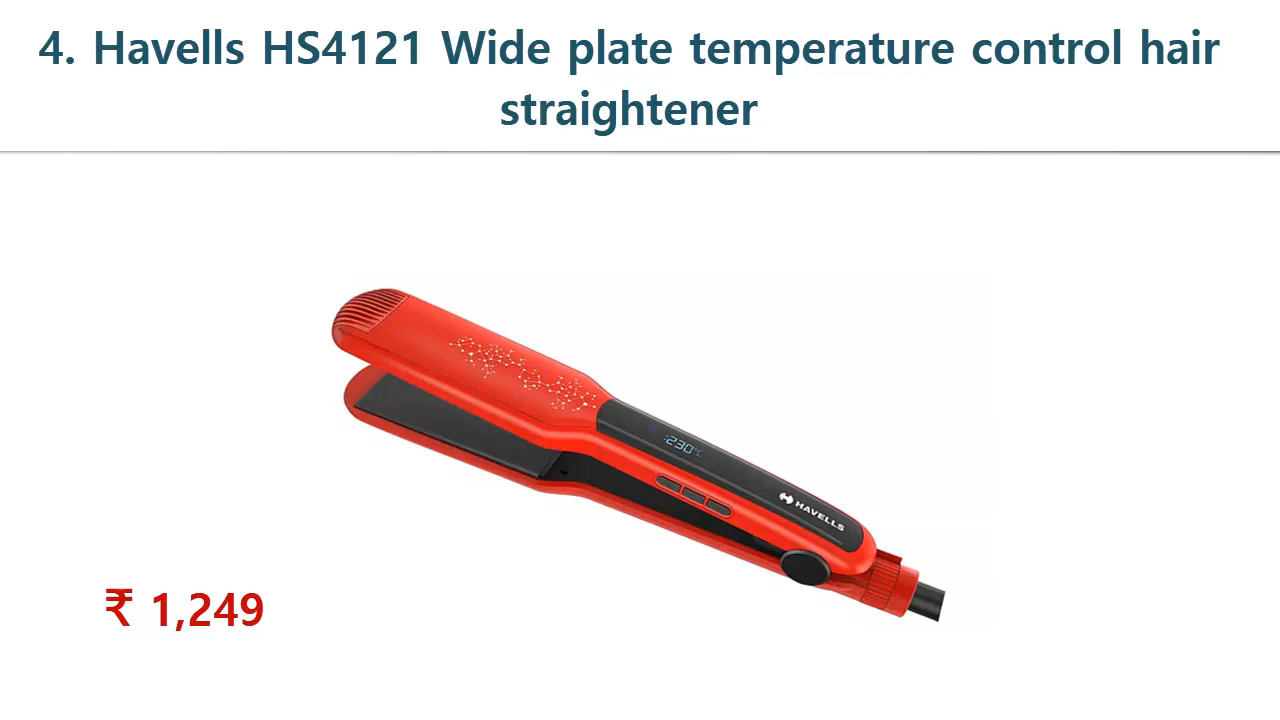 4. Havells HS4121 Wide plate temperature control hair
straightener
230°C
HAVELLS
₹ 1,249